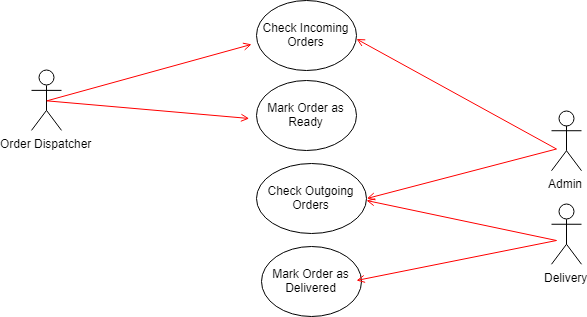 Check Incoming
Orders
Mark Order as
Ready
Order Dispatcher
Check Outgoing
Orders
Admin
Mark Order as
Delivered
Delivery